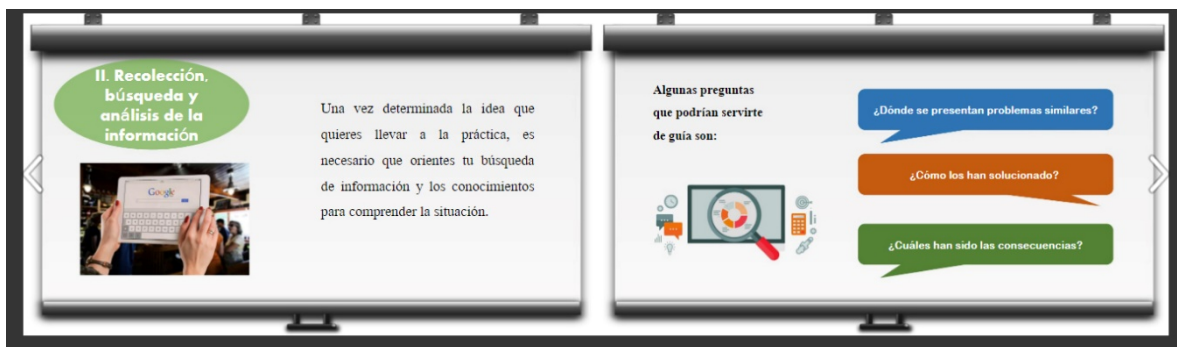 II. Recolección,
búsqueda y
análisis de la
información
Google
Una vez determinada la idea que
quieres llevar a la práctica, es
necesario que orientes tu búsqueda
de información y los conocimientos
para comprender la situación.
Algunas preguntas
que podrían servirte
de guía son:
¿Dónde se presentan problemas similares?
¿Cómo los han solucionado?
¿Cuáles han sido las consecuencias?